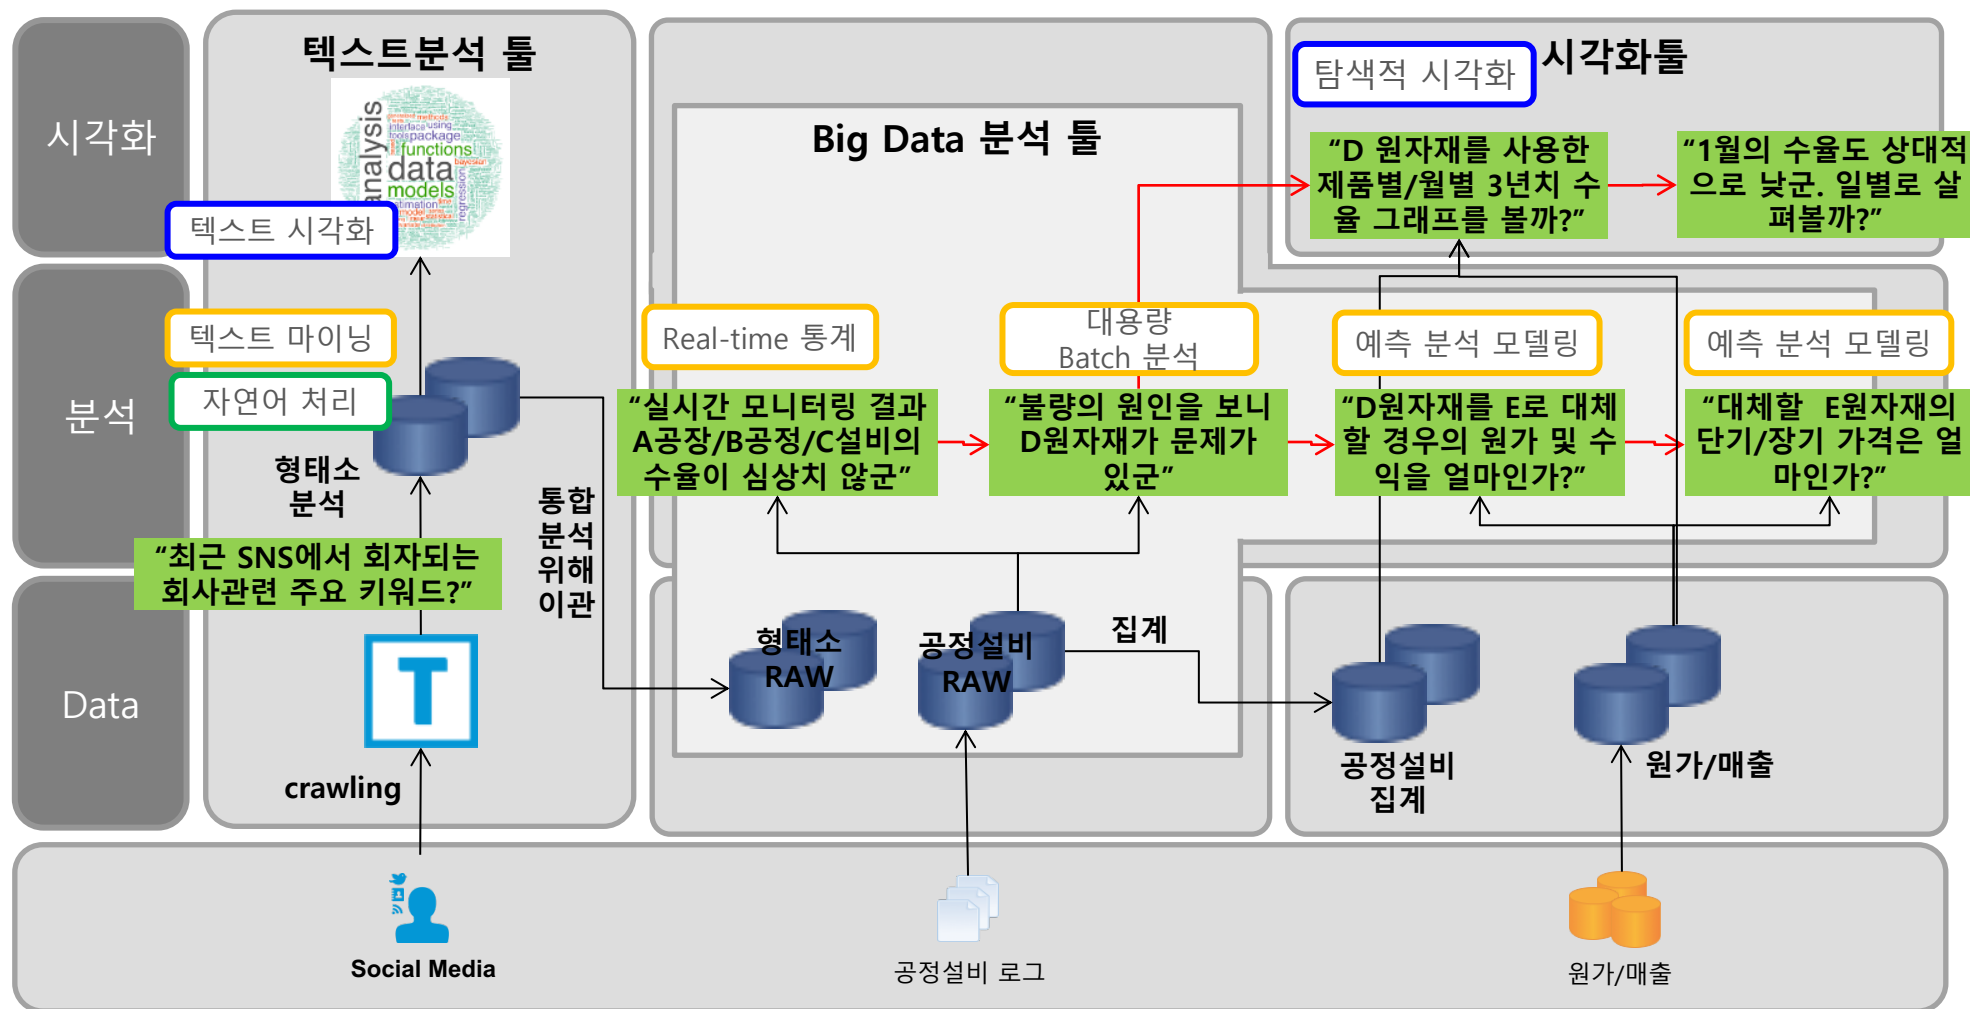 시각화
분석
Data
텍스트분석 툴
analysis
methods
interface using
tools package
functions
data
bayesian
models
estimation
model
regression
텍스트 시각화
텍스트 마이닝
자연어 처리
형태소
분석
"최근 SNS에서 회자되는
회사관련 주요 키워드?"
T
crawling
통합
분석
위해
이관
Big Data 분석 툴
Real-time 통계
대용량
Batch 분석
"실시간 모니터링 결과
A공장/B공정/C설비의
수율이 심상치 않군"
"불량의 원인을 보니
D원자재가 문제가
있군"
형태소
RAW
공정설비
RAW
집계
시각화툴
탐색적 시각화
"D 원자재를 사용한
제품별/월별 3년치 수
율 그래프를 볼까?"
"1월의 수율도 상대적
으로 낮군. 일별로 살
펴볼까?"
예측 분석 모델링
예측 분석 모델링
"D원자재를 E로 대체
할 경우의 원가 및 수
익을 얼마인가?"
"대체할 E원자재의
단기/장기 가격은 얼
마인가?"
공정설비
집계
원가/매출
Social Media
공정설비 로그
원가/매출